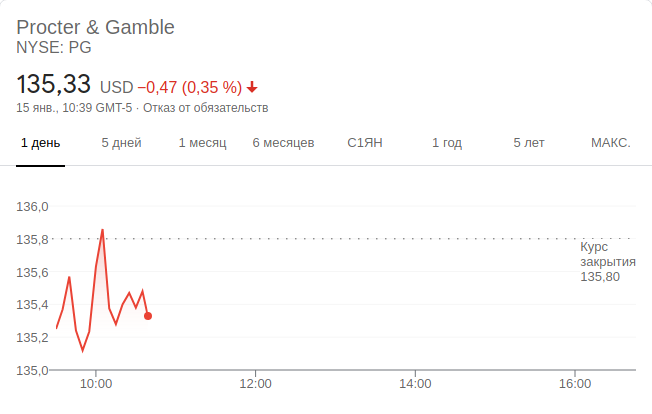 Procter & Gamble
NYSE: PG
135,33 USD −0,47 (0,35 %)
15 янв., 10:39 GMT-5 · Отказ от обязательств
1 день 5 дней 1 месяц 6 месяцев С1ЯН 1 год 5 лет МАКС.
136,0
135,8
135,6
135,4
135,2
135,0
Курс
закрытия
135,80
10:00 12:00 14:00 16:00